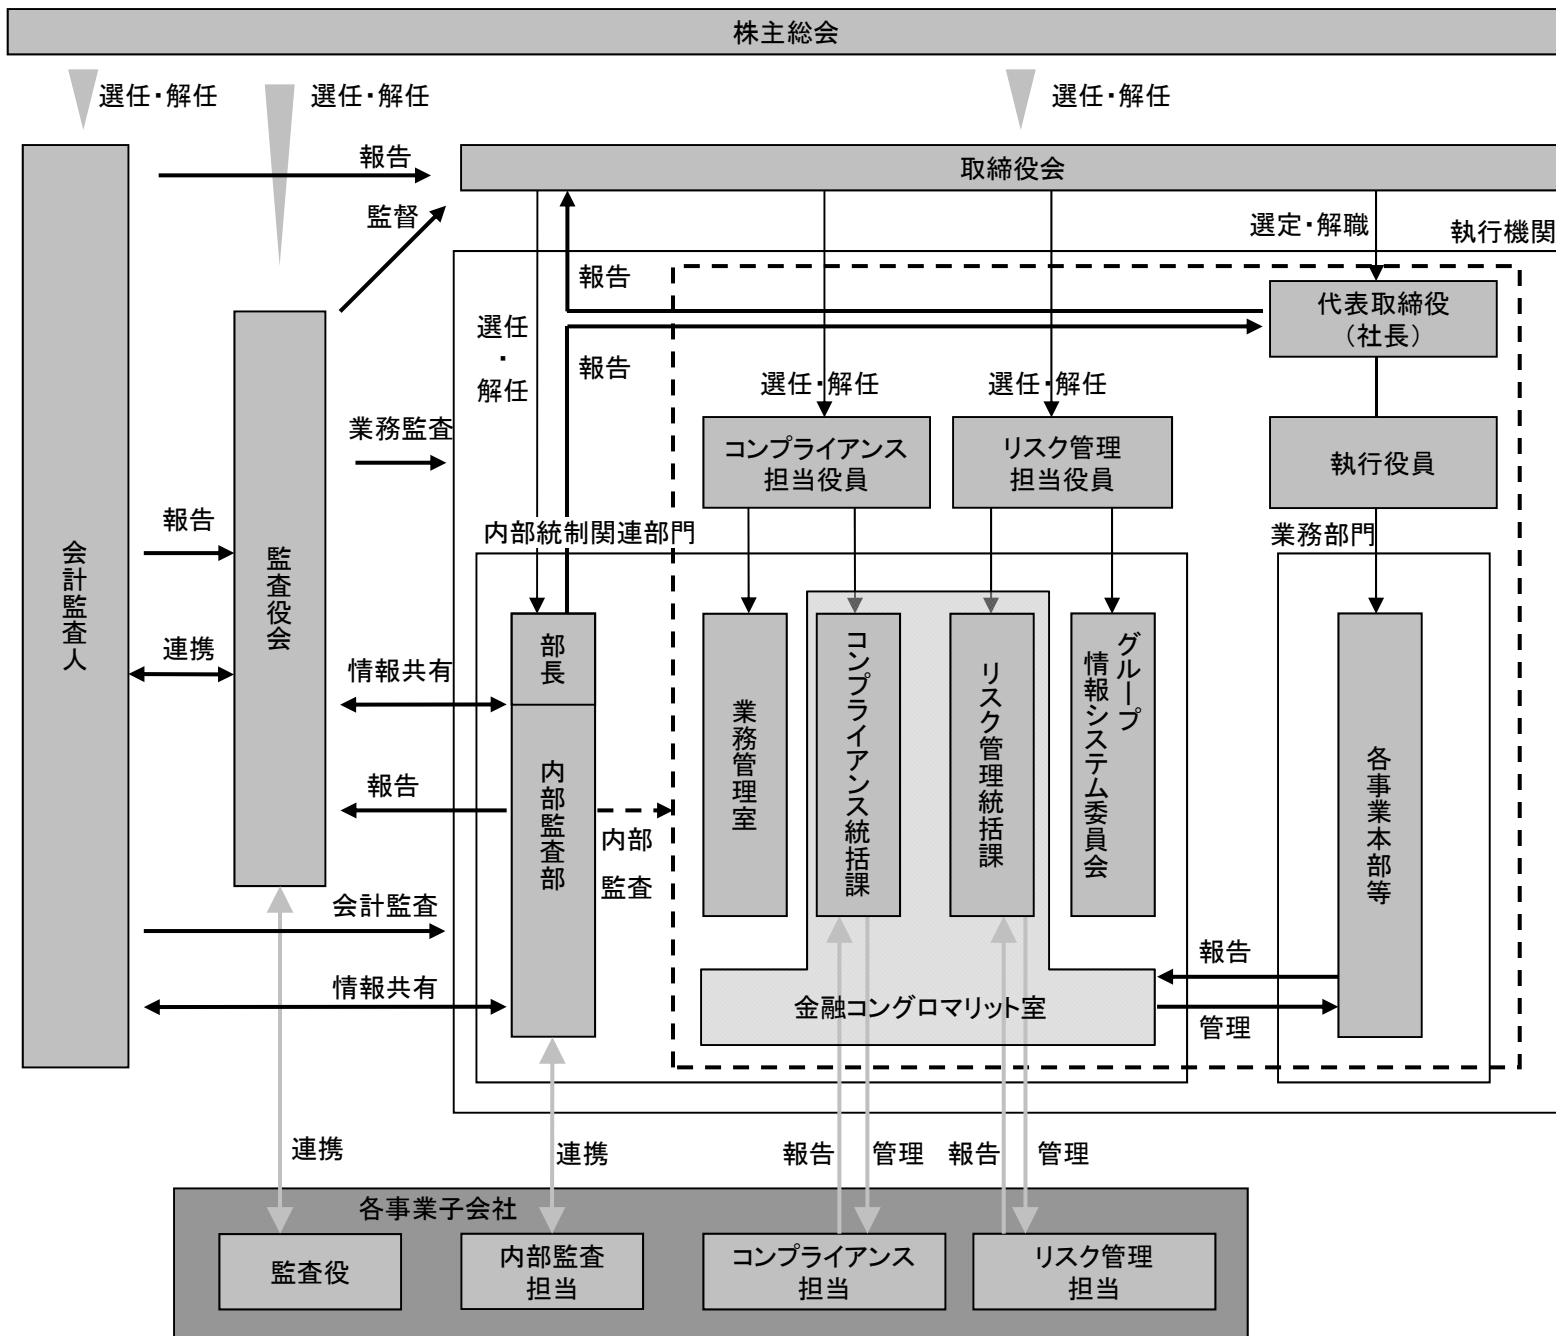 株主総会
選任・解任
選任・解任
選任・解任
報告
取締役会
監督
選定・解職
執行機関
報告
代表取締役
（社長）
選任
・
解任
報告
選任・解任
選任・解任
業務監査
コンプライアンス
担当役員
リスク管理
担当役員
執行役員
報告
内部統制関連部門
業務部門
会計監査人
監査役会
連携
情報共有
部長
内部監査部
業務管理室
コンプライアンス統括課
リスク管理統括課
グループ
情報システム委員会
各事業本部等
報告
内部
監査
会計監査
報告
情報共有
金融コングロマリット室
管理
連携
連携
報告
管理
報告
管理
各事業子会社
監査役
内部監査
担当
コンプライアンス
担当
リスク管理
担当